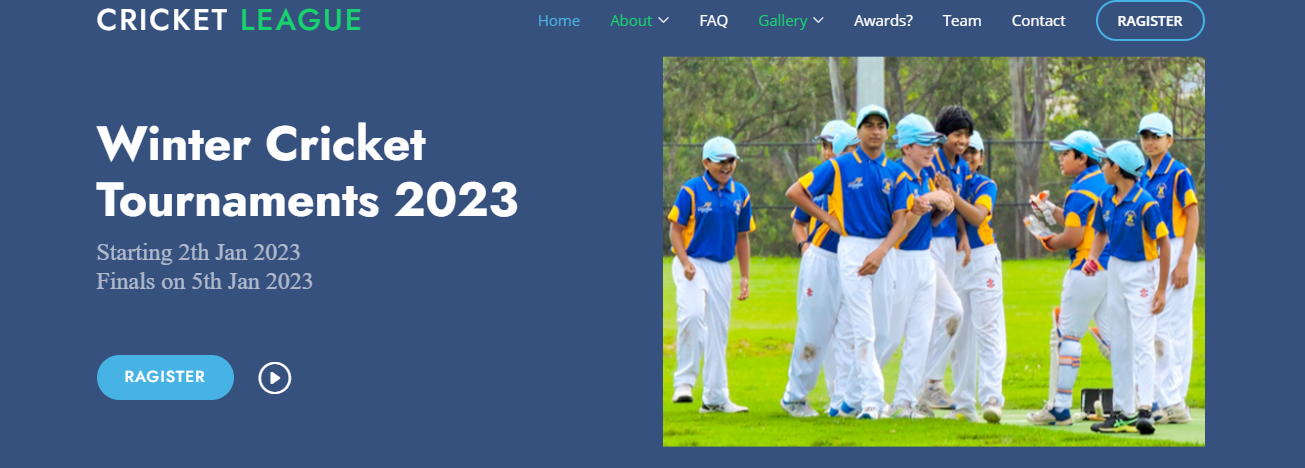 CRICKET LEAGUE
Home About FAQ Gallery Awards? Team Contact RAGISTER
Winter Cricket
Tournaments 2023
Starting 2th Jan 2023
Finals on 5th Jan 2023
RAGISTER